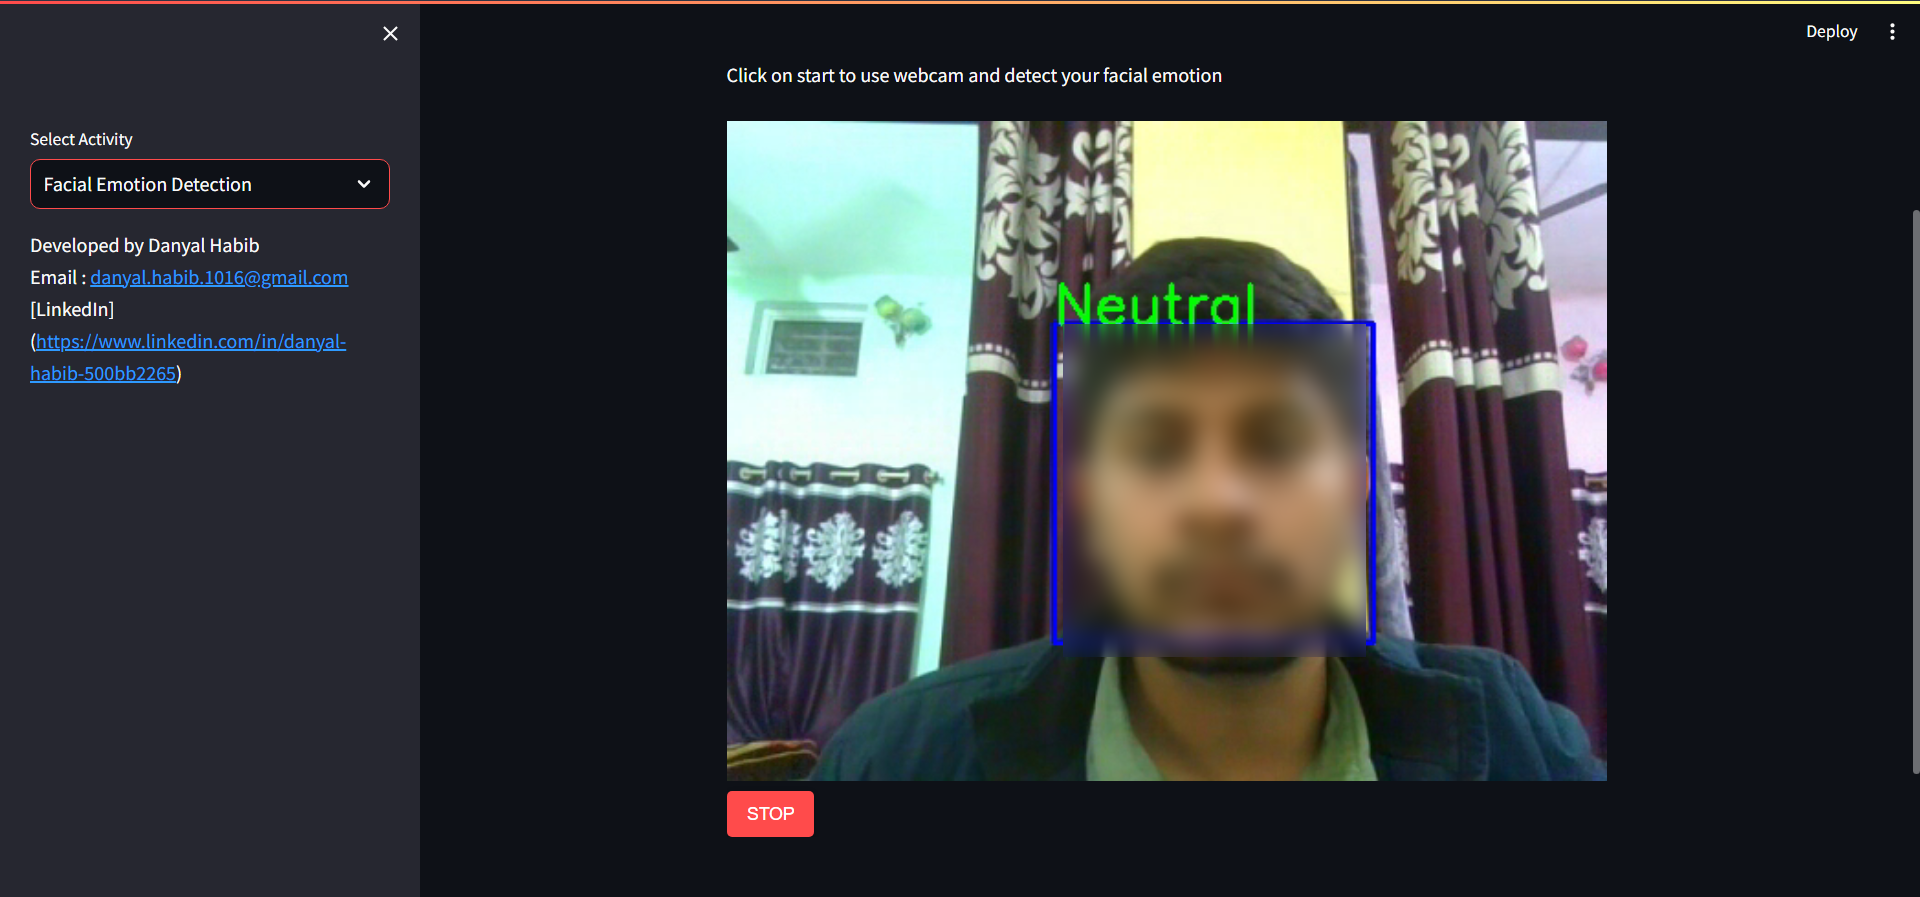 Deploy
Select Activity
Facial Emotion Detection
Developed by Danyal Habib
Email : danyal.habib.1016@gmail.com
[LinkedIn]
(https://www.linkedin.com/in/danyal-
habib-500bb2265)
Click on start to use webcam and detect your facial emotion
Neutral
STOP